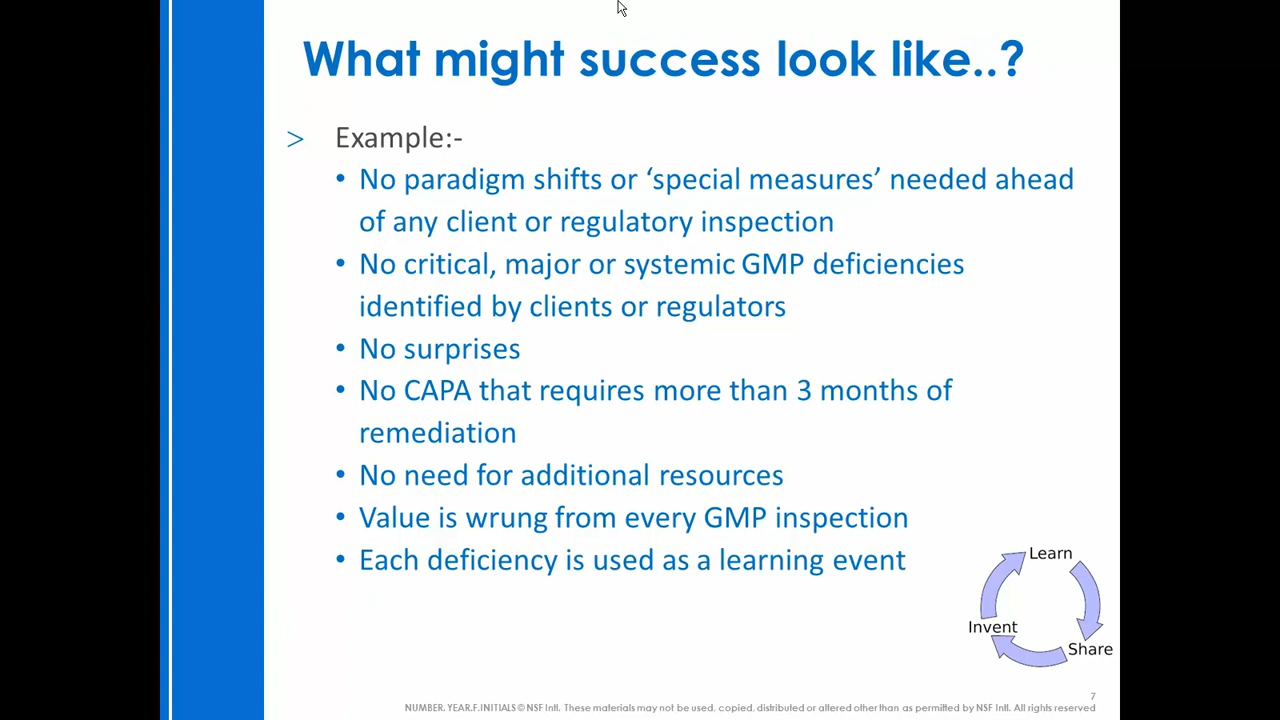 What might success look like..?
> Example:-
• No paradigm shifts or ‘special measures’ needed ahead
of any client or regulatory inspection
• No critical, major or systemic GMP deficiencies
identified by clients or regulators
• No surprises
• No CAPA that requires more than 3 months of
remediation
• No need for additional resources
• Value is wrung from every GMP inspection
• Each deficiency is used as a learning event
Learn
Invent
Share
7
NUMBER. YEAR.F.INITIALS © NSF Intl. These materials may not be used, copied, distributed or altered other than as permitted by NSF Intl. All rights reserved